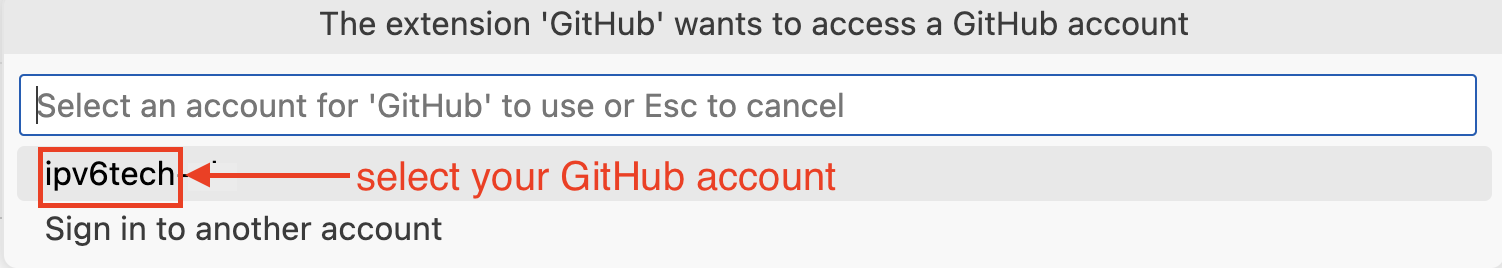 The extension 'GitHub' wants to access a GitHub account
Select an account for 'GitHub' to use or Esc to cancel
ipv6tech select your GitHub account
Sign in to another account